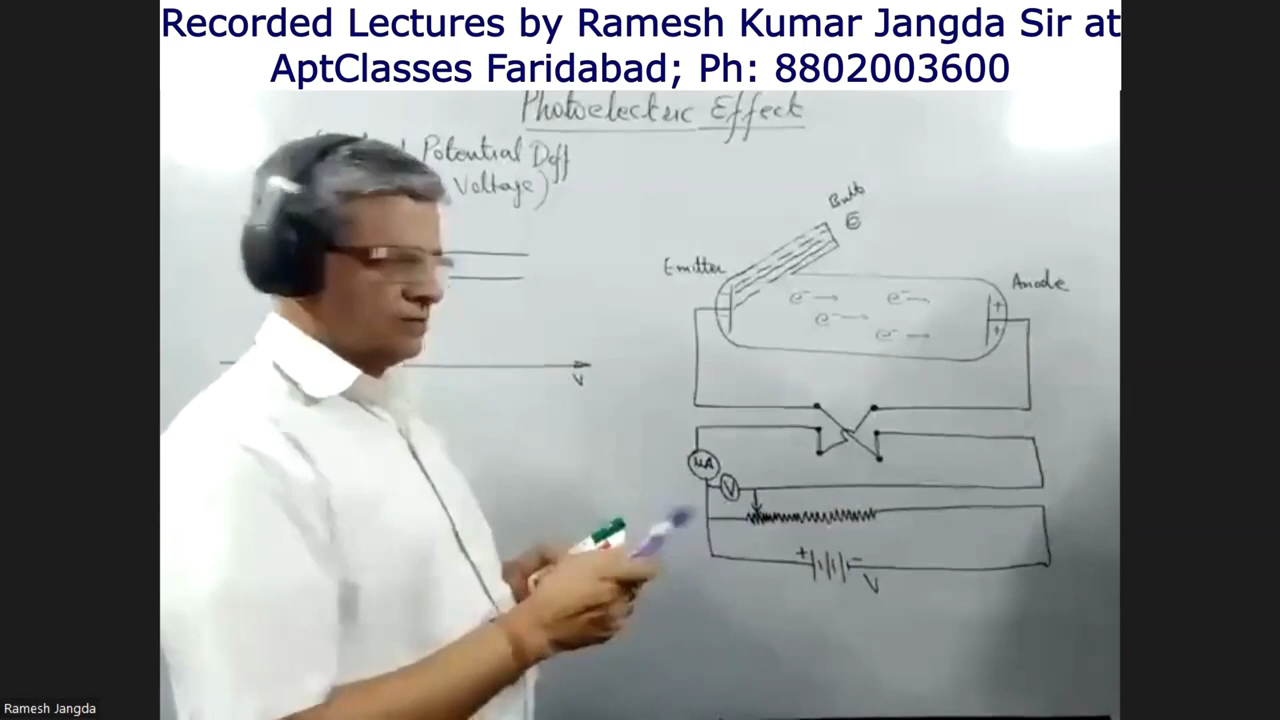 Recorded Lectures by Ramesh Kumar Jangda Sir at
AptClasses Faridabad; Ph: 8802003600
Photoelectric Effect
Potential Diff
Voltage)
V
Bulb
E
Emitter
Anode
e⁻ → e⁻ →
e⁻ →
e⁻ →
+
+
μA
V
+ −
V
Ramesh Jangda